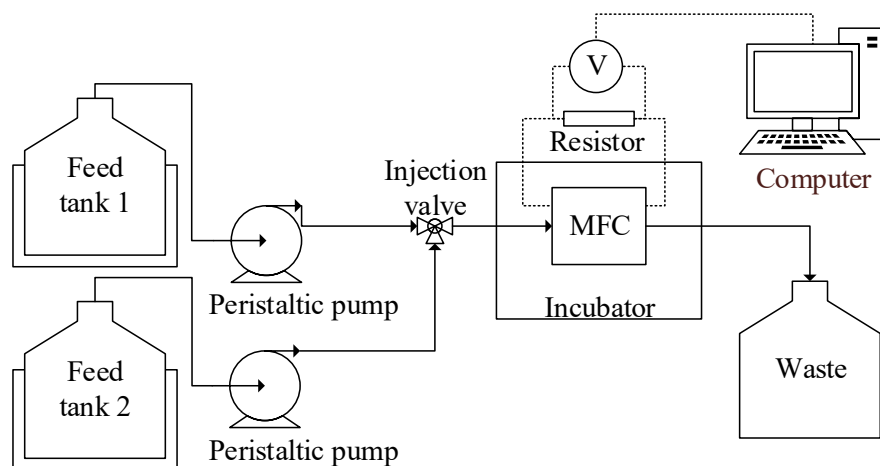 Feed
tank 1
Peristaltic pump
Feed
tank 2
Peristaltic pump
Injection
valve
V
Resistor
MFC
Incubator
Computer
Waste